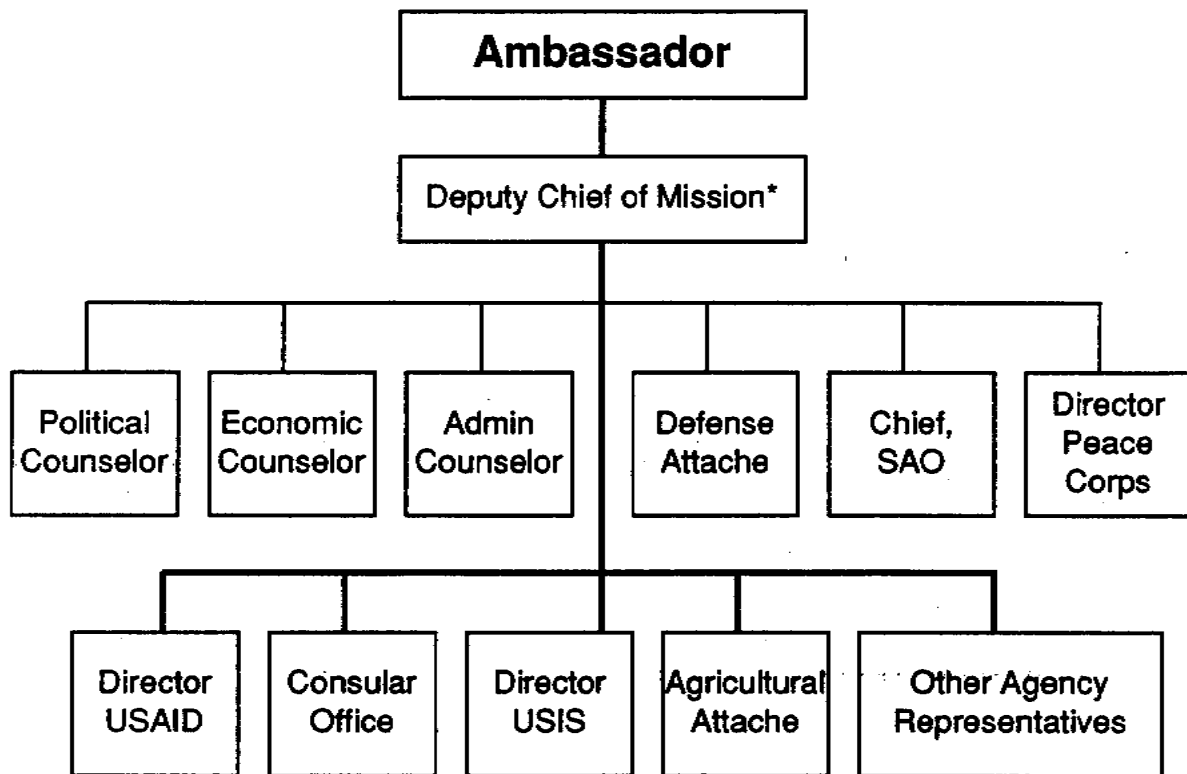 Ambassador
Deputy Chief of Mission*
Political
Counselor
Economic
Counselor
Admin
Counselor
Defense
Attache
Chief,
SAO
Director
Peace
Corps
Director
USAID
Consular
Office
Director
USIS
Agricultural
Attache
Other Agency
Representatives